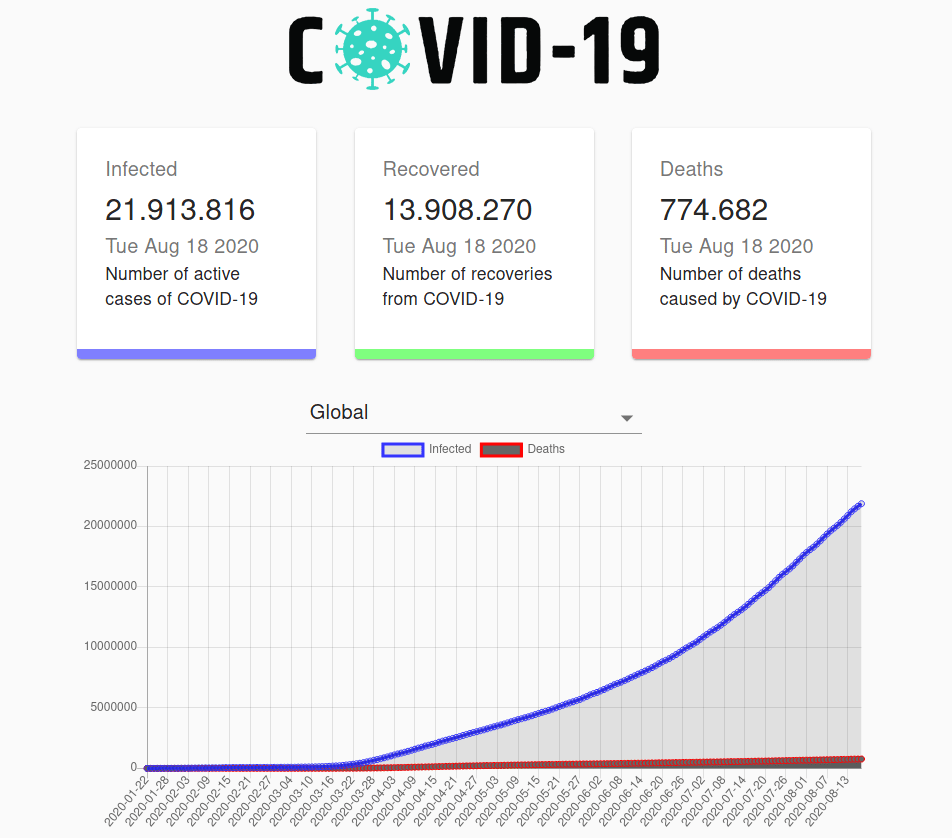 COVID-19
Infected
21.913.816
Tue Aug 18 2020
Number of active
cases of COVID-19
Recovered
13.908.270
Tue Aug 18 2020
Number of recoveries
from COVID-19
Deaths
774.682
Tue Aug 18 2020
Number of deaths
caused by COVID-19
Global
Infected
Deaths
25000000
20000000
15000000
10000000
5000000
0
2020-01-22
2020-01-28
2020-02-03
2020-02-09
2020-02-15
2020-02-21
2020-02-27
2020-03-04
2020-03-10
2020-03-16
2020-03-22
2020-03-28
2020-04-03
2020-04-09
2020-04-15
2020-04-21
2020-04-27
2020-05-03
2020-05-09
2020-05-15
2020-05-21
2020-05-27
2020-06-02
2020-06-08
2020-06-14
2020-06-20
2020-06-26
2020-07-02
2020-07-08
2020-07-14
2020-07-20
2020-07-26
2020-08-01
2020-08-07
2020-08-13